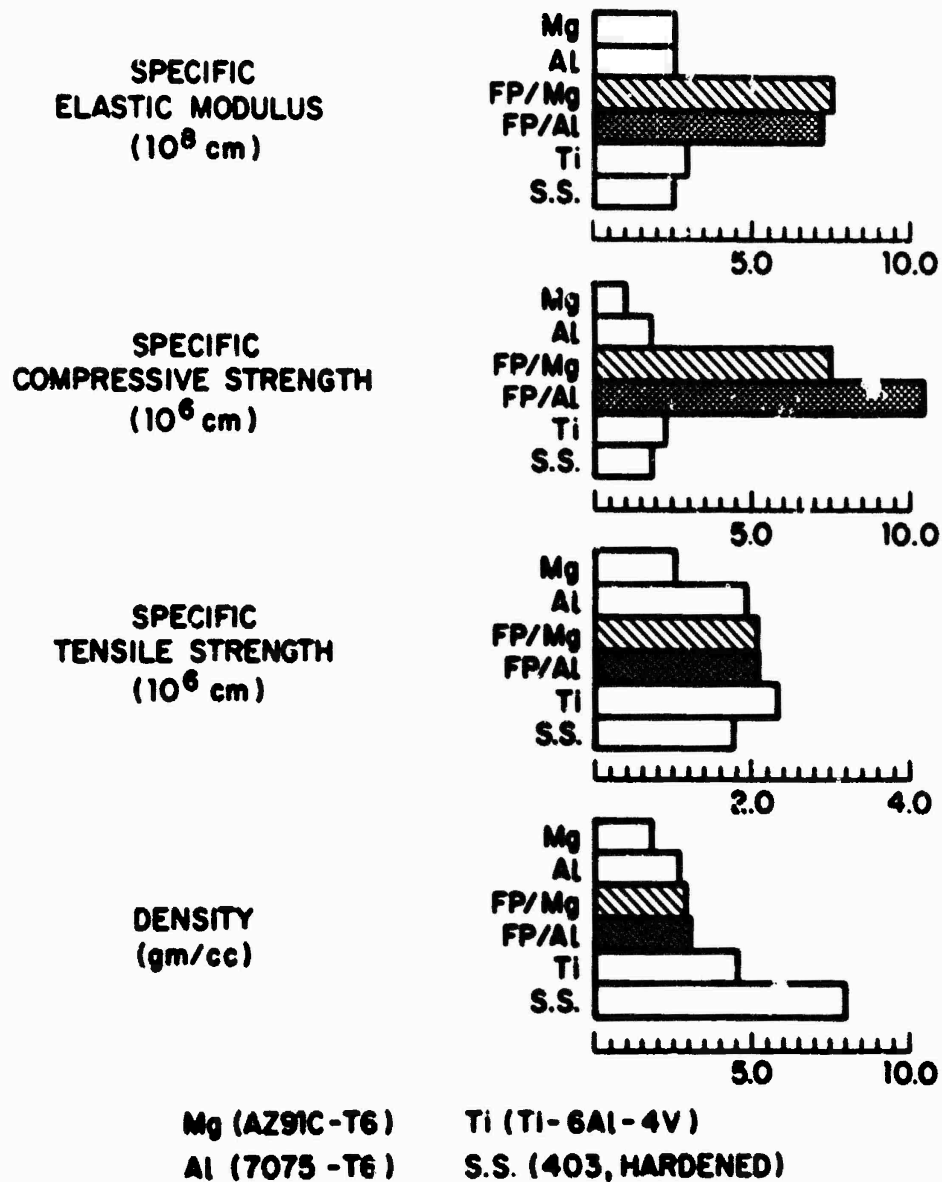 SPECIFIC
ELASTIC MODULUS
(10⁸ cm)
Mg
Al
FP/Mg
FP/Al
Ti
S.S.
5.0 10.0
SPECIFIC
COMPRESSIVE STRENGTH
(10⁶ cm)
Mg
Al
FP/Mg
FP/Al
Ti
S.S.
5.0 10.0
SPECIFIC
TENSILE STRENGTH
(10⁶ cm)
Mg
Al
FP/Mg
FP/Al
Ti
S.S.
2.0 4.0
DENSITY
(gm/cc)
Mg
Al
FP/Mg
FP/Al
Ti
S.S.
5.0 10.0
Mg (AZ91C-T6) Ti (Ti-6Al-4V)
Al (7075-T6) S.S. (403, HARDENED)